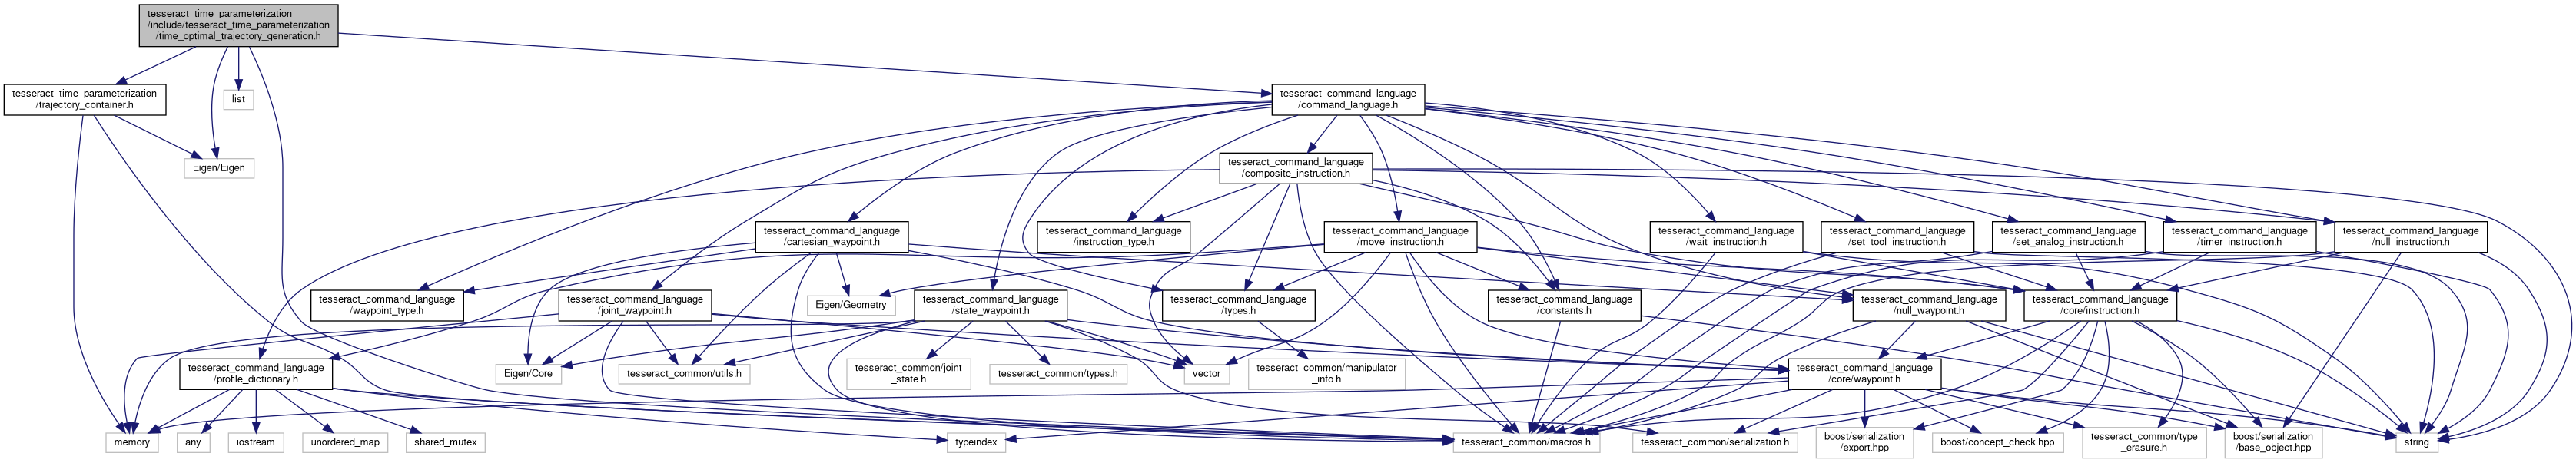 tesseract_time_parameterization
/include/tesseract_time_parameterization
/time_optimal_trajectory_generation.h
tesseract_time_parameterization
/trajectory_container.h
list
tesseract_command_language
/command_language.h
Eigen/Eigen
tesseract_command_language
/composite_instruction.h
tesseract_command_language
/cartesian_waypoint.h
tesseract_command_language
/instruction_type.h
tesseract_command_language
/move_instruction.h
tesseract_command_language
/wait_instruction.h
tesseract_command_language
/set_tool_instruction.h
tesseract_command_language
/set_analog_instruction.h
tesseract_command_language
/timer_instruction.h
tesseract_command_language
/null_instruction.h
tesseract_command_language
/waypoint_type.h
tesseract_command_language
/joint_waypoint.h
Eigen/Geometry
tesseract_command_language
/state_waypoint.h
tesseract_command_language
/types.h
tesseract_command_language
/constants.h
tesseract_command_language
/null_waypoint.h
tesseract_command_language
/core/instruction.h
tesseract_command_language
/profile_dictionary.h
Eigen/Core
tesseract_common/utils.h
tesseract_common/joint
_state.h
tesseract_common/types.h
vector
tesseract_common/manipulator
_info.h
tesseract_command_language
/core/waypoint.h
memory
any
iostream
unordered_map
shared_mutex
typeindex
tesseract_common/macros.h
tesseract_common/serialization.h
boost/serialization
/export.hpp
boost/concept_check.hpp
tesseract_common/type
_erasure.h
boost/serialization
/base_object.hpp
string